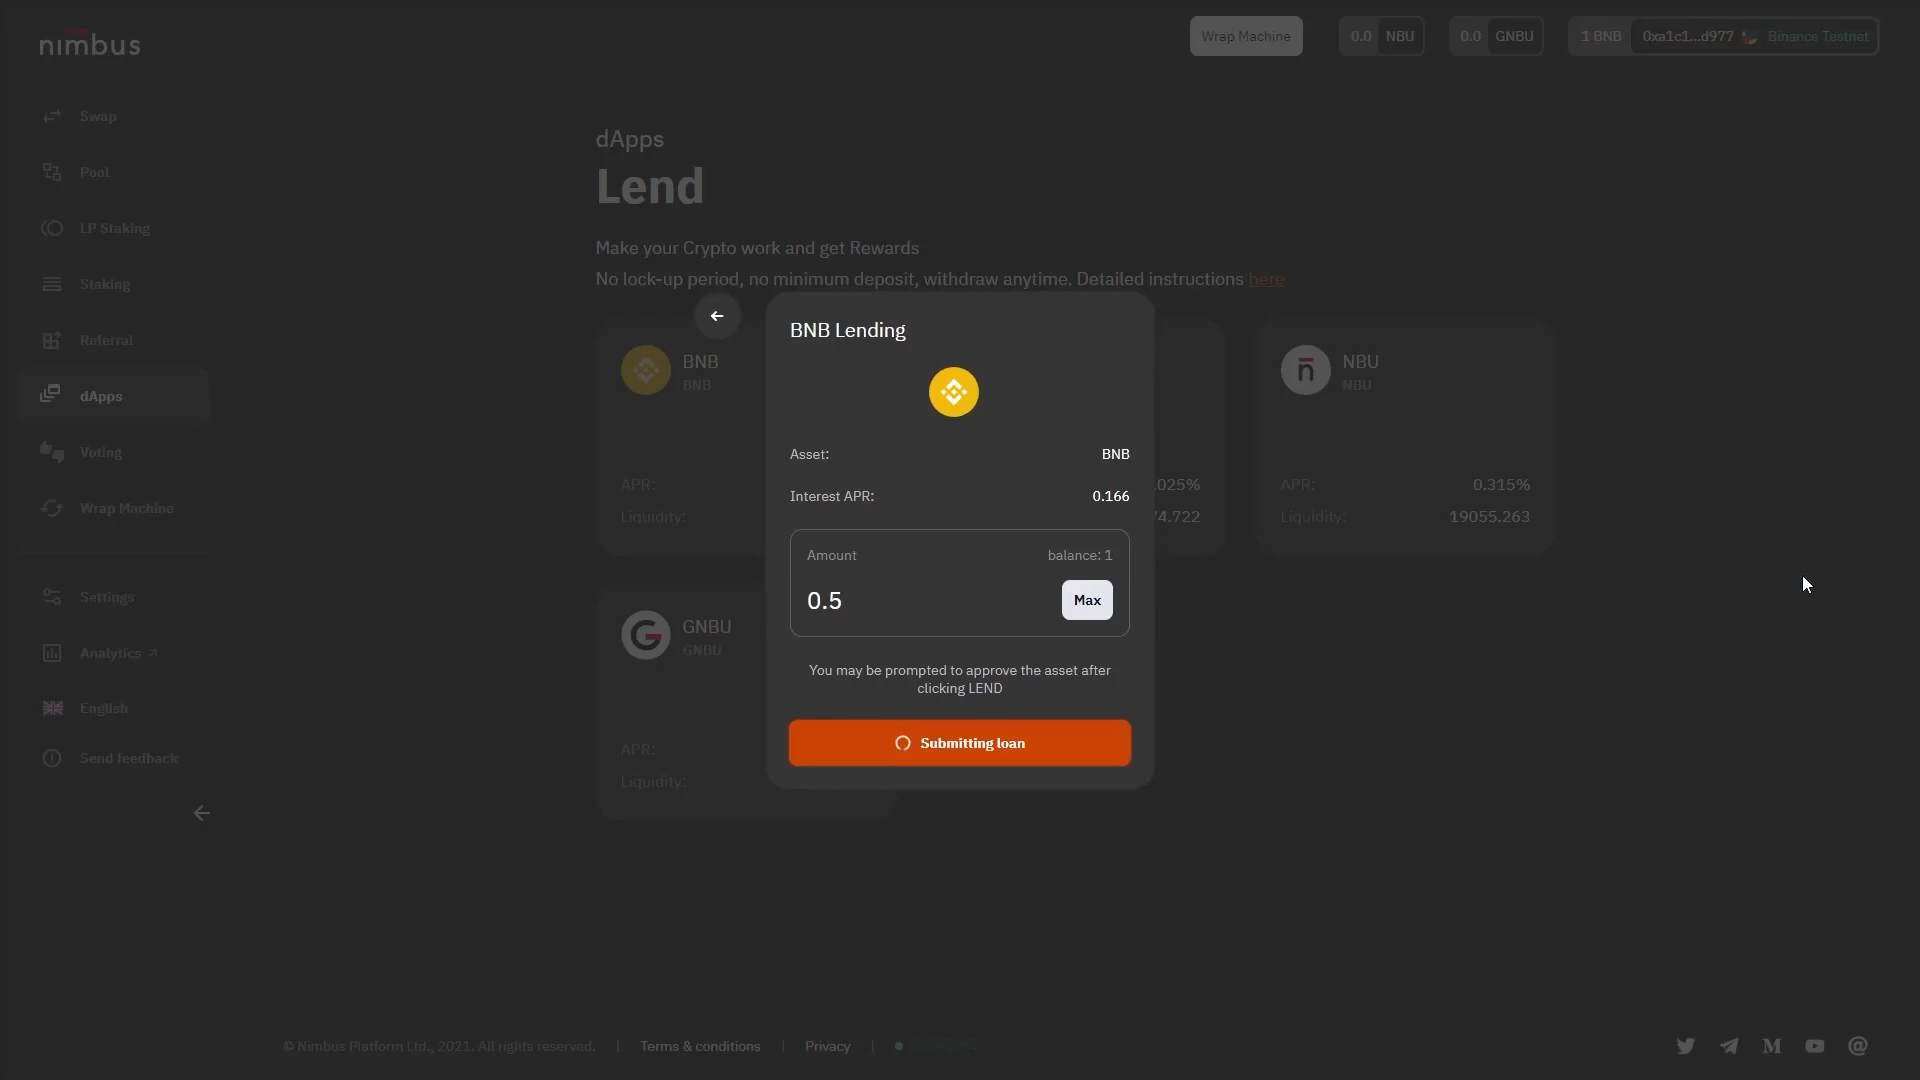 nimbus
Wrap Machine
0.0 NBU
0.0 GNBU
1 BNB 0xa1c1...d977 Binance Testnet
Swap
Pool
LP Staking
Staking
Referral
dApps
Voting
Wrap Machine
Settings
Analytics
English
Send feedback
dApps
Lend
Make your Crypto work and get Rewards
No lock-up period, no minimum deposit, withdraw anytime. Detailed instructions here
BNB
BNB
APR:
Liquidity:
.025%
74.722
NBU
NBU
APR: 0.315%
Liquidity: 19055.263
GNBU
GNBU
APR:
Liquidity:
BNB Lending
Asset: BNB
Interest APR: 0.166
Amount balance: 1
0.5 Max
You may be prompted to approve the asset after
clicking LEND
Submitting loan
© Nimbus Platform Ltd., 2021. All rights reserved. | Terms & conditions | Privacy |